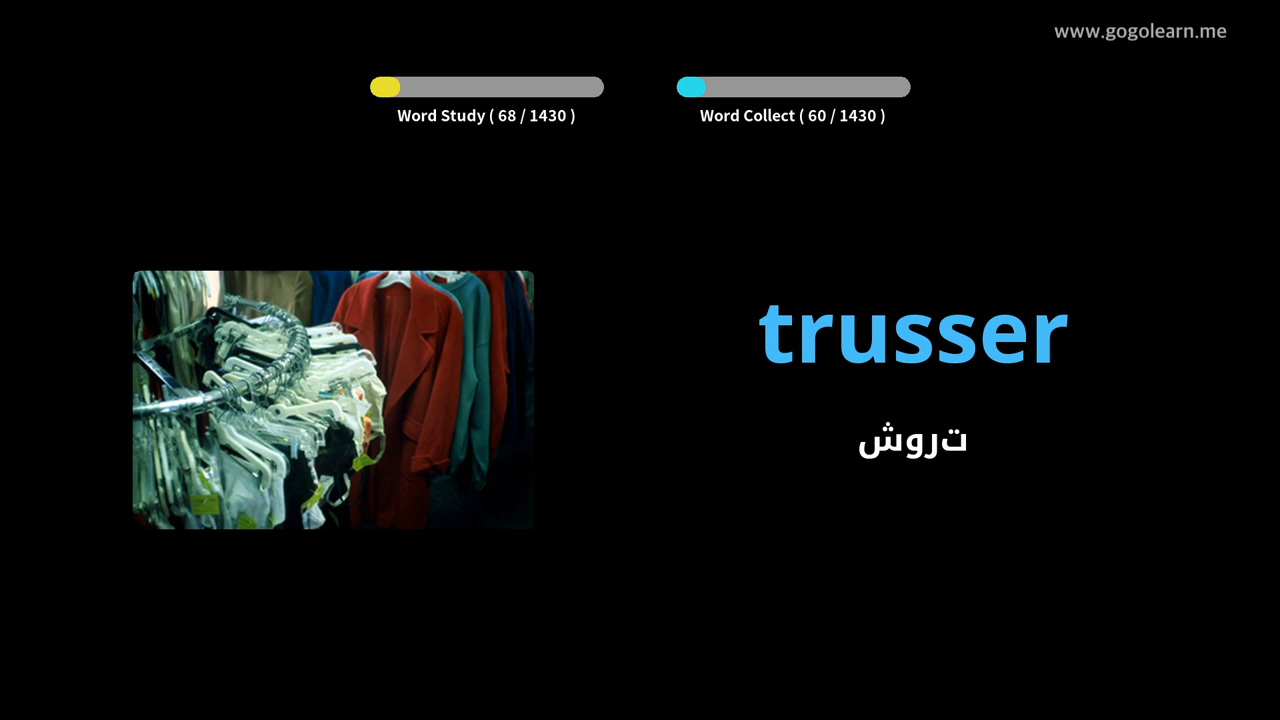 www.gogolearn.me
Word Study ( 68 / 1430 )
Word Collect ( 60 / 1430 )
trusser
تروش